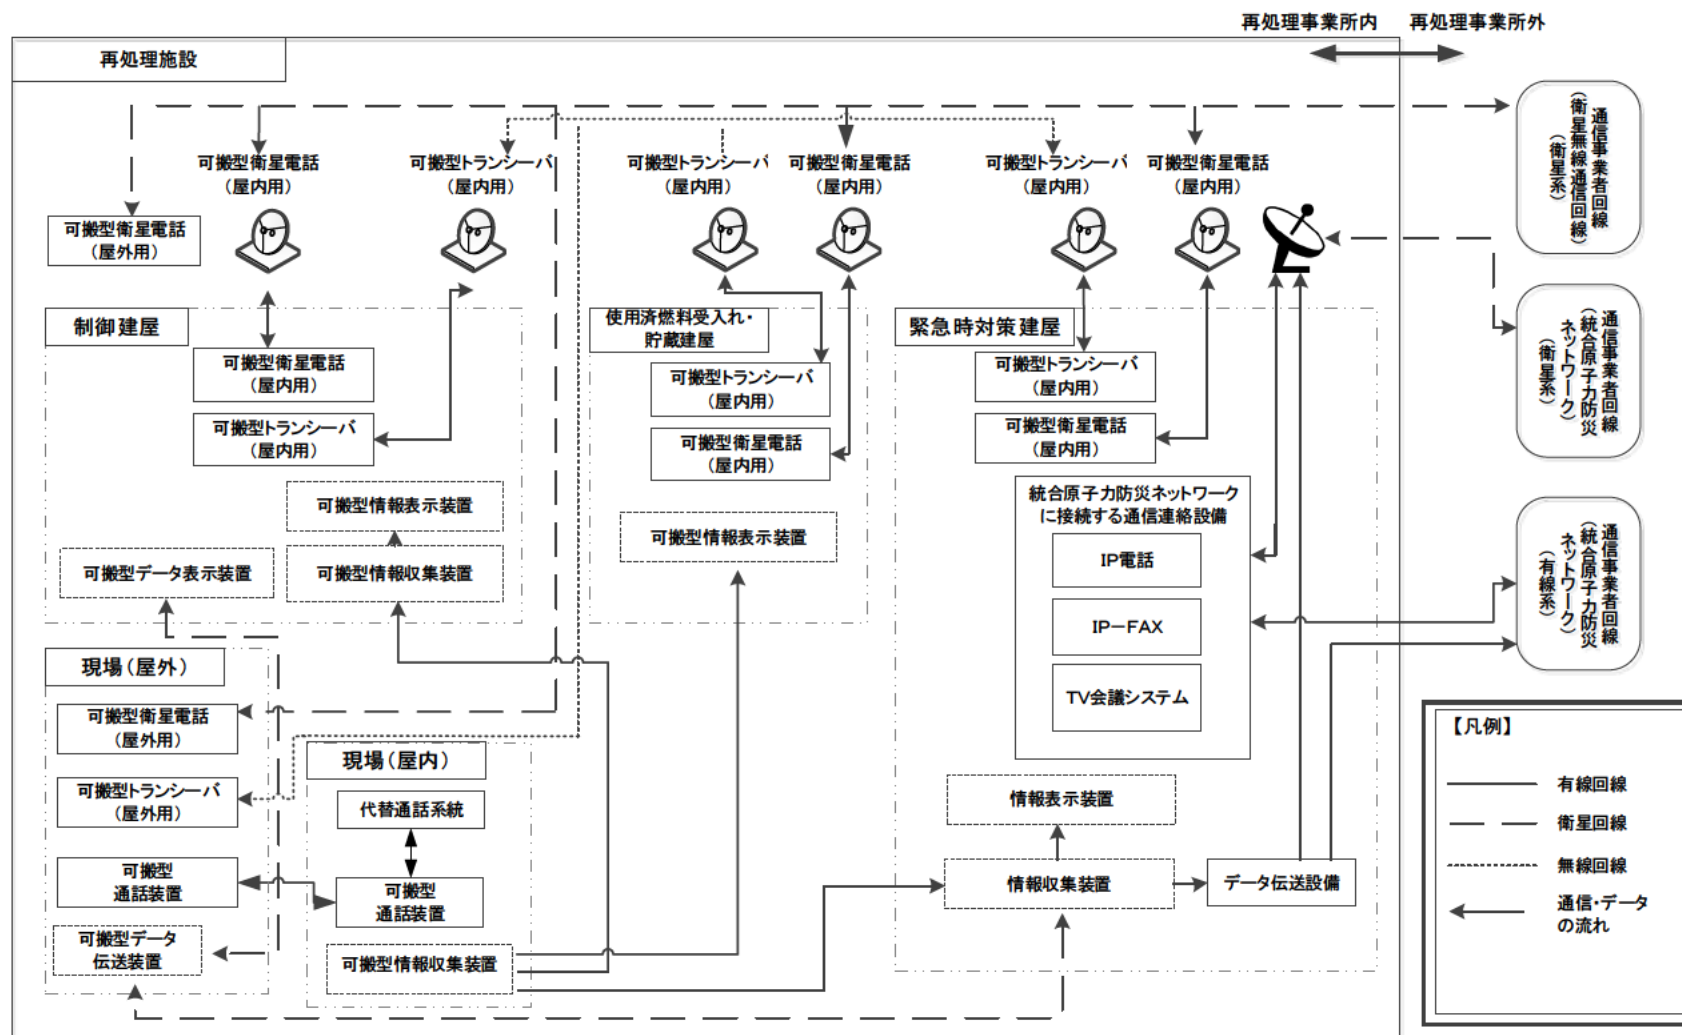 再処理事業所内
再処理事業所外
再処理施設
可搬型衛星電話
（屋内用）
可搬型トランシーバ
（屋内用）
可搬型トランシーバ
（屋内用）
可搬型衛星電話
（屋内用）
可搬型トランシーバ
（屋内用）
可搬型衛星電話
（屋内用）
可搬型衛星電話
（屋外用）
通信事業者回線
（衛星無線通信回線）
（衛星系）
制御建屋
可搬型衛星電話
（屋内用）
可搬型トランシーバ
（屋内用）
可搬型情報表示装置
可搬型データ表示装置
可搬型情報収集装置
使用済燃料受入れ・
貯蔵建屋
可搬型トランシーバ
（屋内用）
可搬型衛星電話
（屋内用）
可搬型情報表示装置
緊急時対策建屋
可搬型トランシーバ
（屋内用）
可搬型衛星電話
（屋内用）
統合原子力防災ネットワーク
に接続する通信連絡設備
IP電話
IP－FAX
TV会議システム
情報表示装置
情報収集装置
データ伝送設備
通信事業者回線
（統合原子力防災
ネットワーク）
（衛星系）
通信事業者回線
（統合原子力防災
ネットワーク）
（有線系）
現場（屋外）
可搬型衛星電話
（屋外用）
可搬型トランシーバ
（屋外用）
可搬型
通話装置
可搬型データ
伝送装置
現場（屋内）
代替通話系統
可搬型
通話装置
可搬型情報収集装置
【凡例】
有線回線
衛星回線
無線回線
通信・データ
の流れ